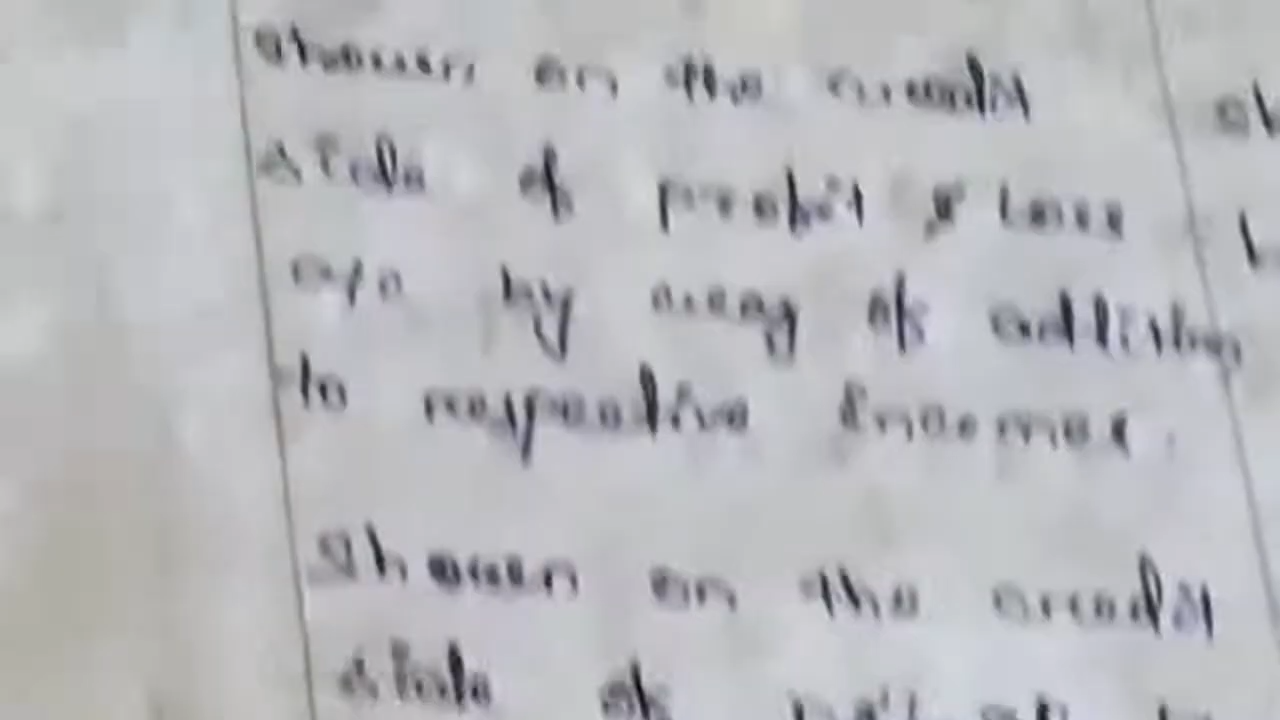 shown on the credit
side of profit & Loss
a/c by way of addition
to respective Incomes.
shown on the credit
side of